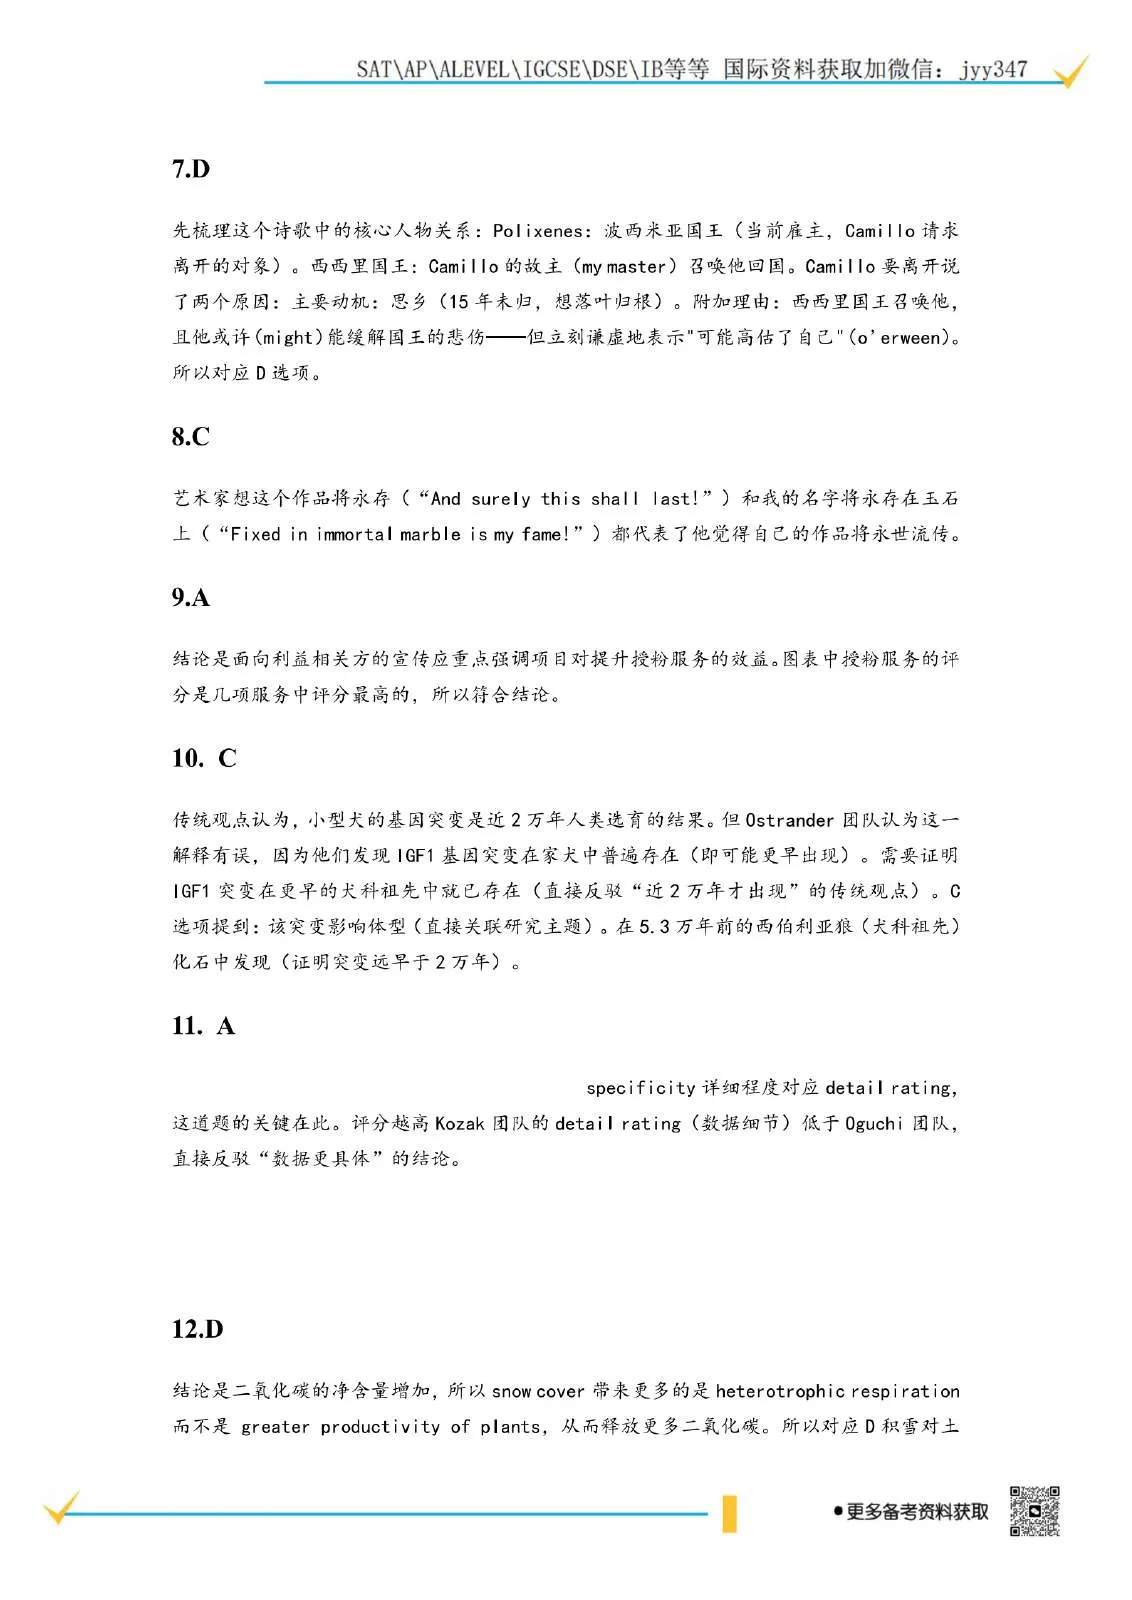 SAT\AP\ALEVEL\IGCSE\DSE\IB等等 国际资料获取加微信：jyy347
7.D
先梳理这个诗歌中的核心人物关系：Polixenes：波西米亚国王（当前雇主，Camillo 请求
离开的对象）。西西里国王：Camillo 的故主（my master）召唤他回国。Camillo 要离开说
了两个原因：主要动机：思乡（15 年未归，想落叶归根）。附加理由：西西里国王召唤他，
且他或许(might)能缓解国王的悲伤——但立刻谦虚地表示"可能高估了自己"(o'erween)。
所以对应 D 选项。
8.C
艺术家想这个作品将永存（“And surely this shall last!”）和我的名字将永存在玉石
上（“Fixed in immortal marble is my fame!”）都代表了他觉得自己的作品将永世流传。
9.A
结论是面向利益相关方的宣传应重点强调项目对提升授粉服务的效益。图表中授粉服务的评
分是几项服务中评分最高的，所以符合结论。
10. C
传统观点认为，小型犬的基因突变是近 2 万年人类选育的结果。但 Ostrander 团队认为这一
解释有误，因为他们发现 IGF1 基因突变在家犬中普遍存在（即可能更早出现）。需要证明
IGF1 突变在更早的犬科祖先中就已存在（直接反驳“近 2 万年才出现”的传统观点）。C
选项提到：该突变影响体型（直接关联研究主题）。在 5.3 万年前的西伯利亚狼（犬科祖先）
化石中发现（证明突变远早于 2 万年）。
11. A
specificity 详细程度对应 detail rating，
这道题的关键在此。评分越高 Kozak 团队的 detail rating（数据细节）低于 Oguchi 团队，
直接反驳“数据更具体”的结论。
12.D
结论是二氧化碳的净含量增加，所以 snow cover 带来更多的是 heterotrophic respiration
而不是 greater productivity of plants，从而释放更多二氧化碳。所以对应 D 积雪对土
•更多备考资料获取